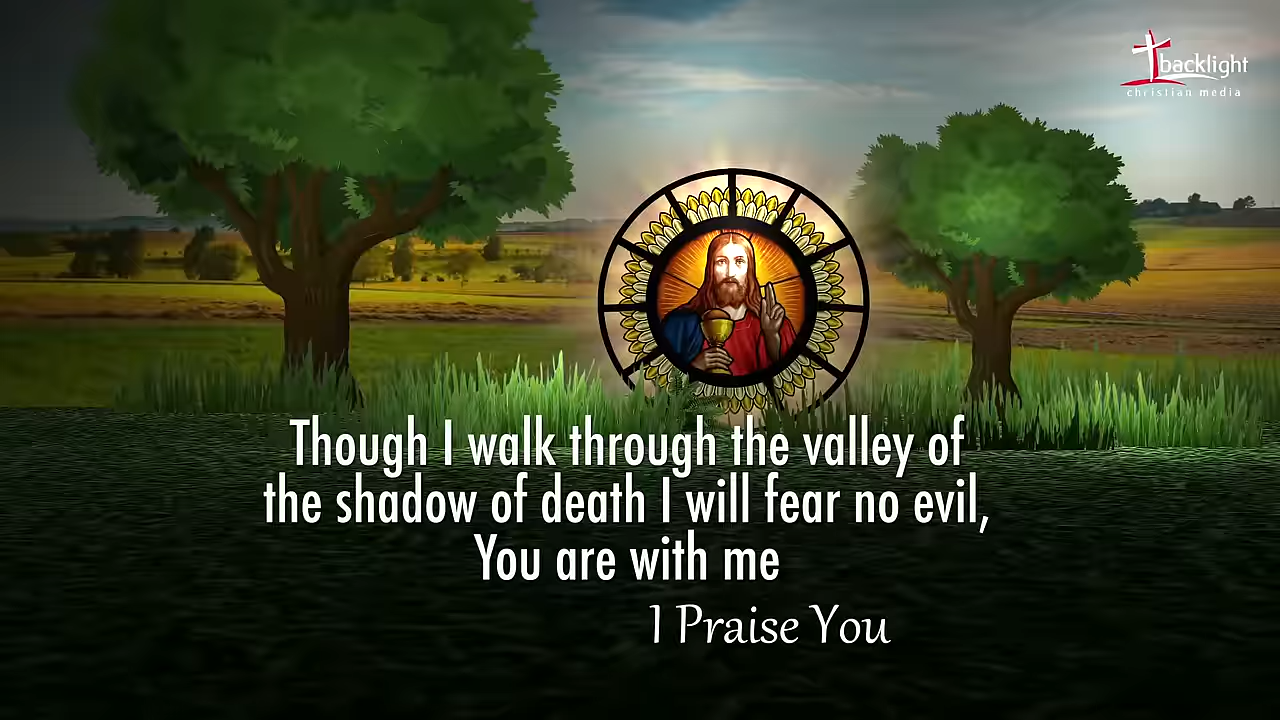 backlight
christian media
Though I walk through the valley of
the shadow of death I will fear no evil,
You are with me
I Praise You